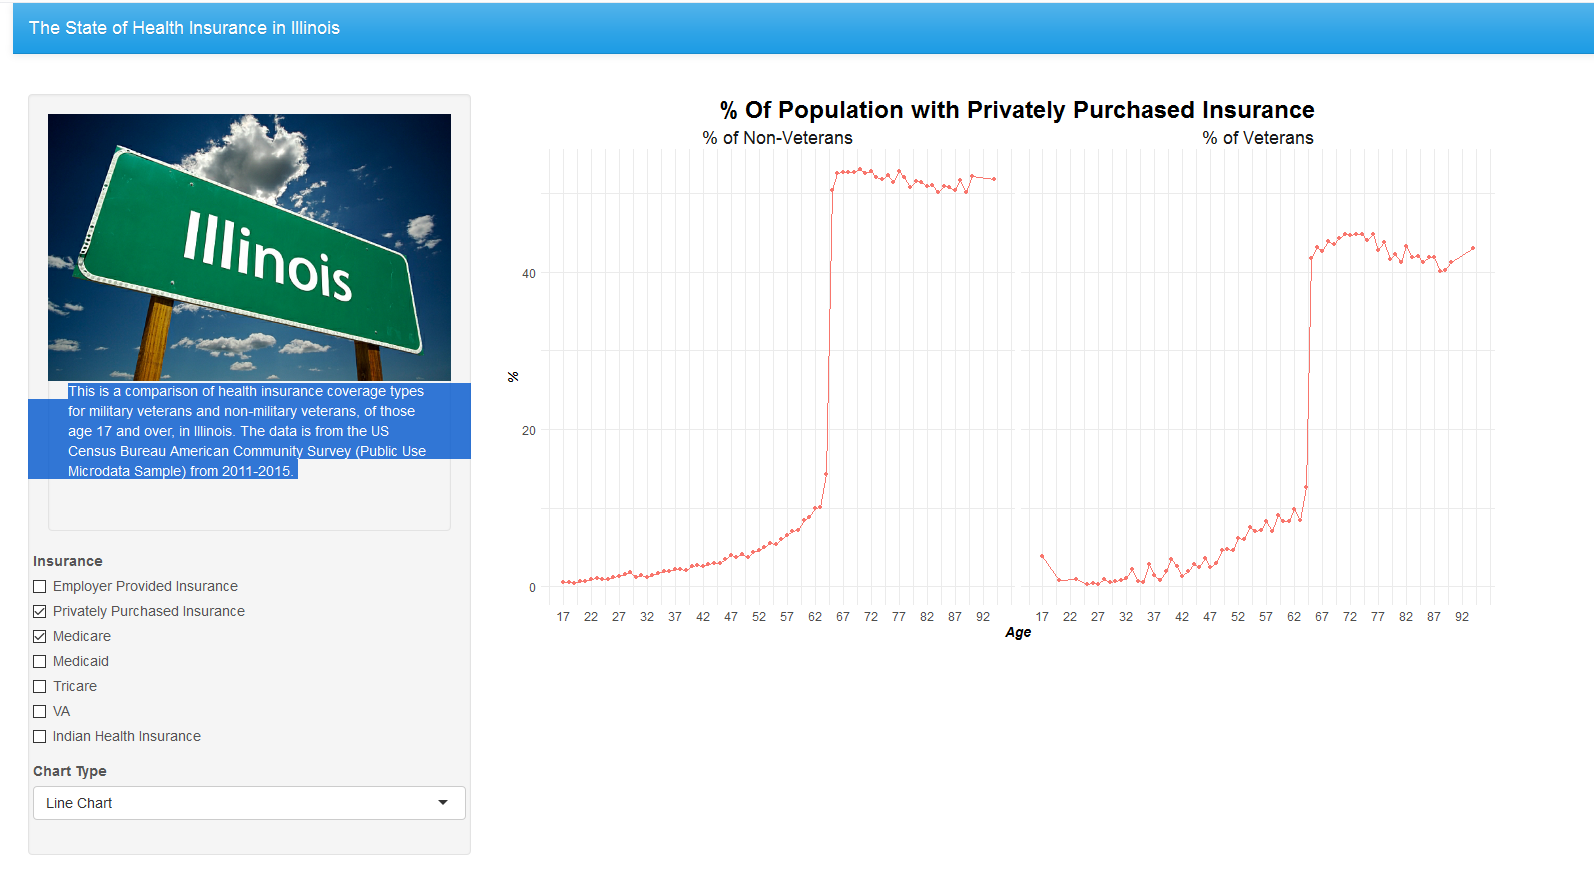 The State of Health Insurance in Illinois
Illinois
This is a comparison of health insurance coverage types
for military veterans and non-military veterans, of those
age 17 and over, in Illinois. The data is from the US
Census Bureau American Community Survey (Public Use
Microdata Sample) from 2011-2015.
Insurance
Employer Provided Insurance
Privately Purchased Insurance
Medicare
Medicaid
Tricare
VA
Indian Health Insurance
Chart Type
Line Chart
% Of Population with Privately Purchased Insurance
% of Non-Veterans % of Veterans
40
%
20
0
17 22 27 32 37 42 47 52 57 62 67 72 77 82 87 92 17 22 27 32 37 42 47 52 57 62 67 72 77 82 87 92
Age